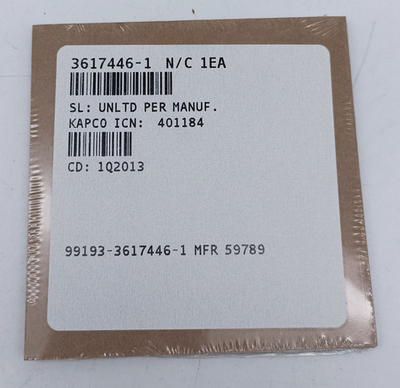 3617446-1 N/C 1EA
SL: UNLTD PER MANUF.
KAPCO ICN: 401184
CD: 1Q2013
99193-3617446-1 MFR 59789